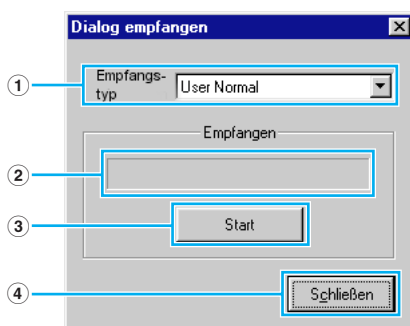 Dialog empfangen
1
Empfangs-
typ
User Normal
Empfangen
2
3
Start
4
Schließen